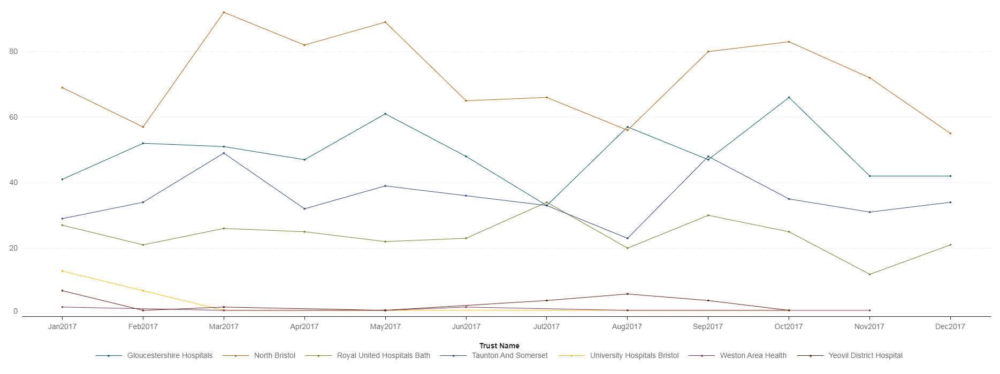 80
60
40
20
0
Jan2017 Feb2017 Mar2017 Apr2017 May2017 Jun2017 Jul2017 Aug2017 Sep2017 Oct2017 Nov2017 Dec2017
Trust Name
Gloucestershire Hospitals North Bristol Royal United Hospitals Bath Taunton And Somerset University Hospitals Bristol Weston Area Health Yeovil District Hospital